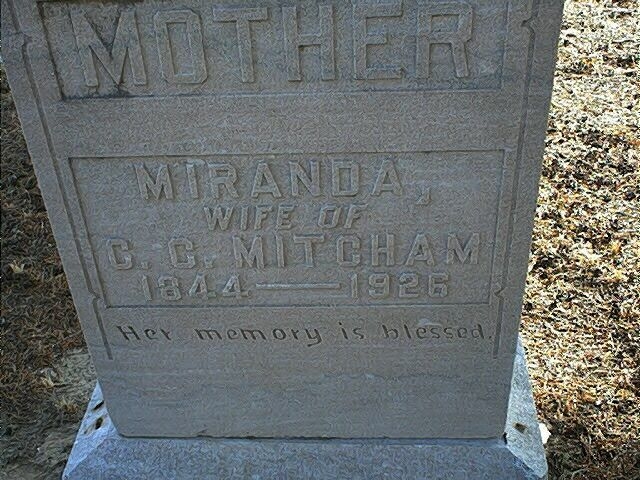 MOTHER
MIRANDA,
WIFE OF
C. C. MITCHAM
1844 — 1926
Her memory is blessed.